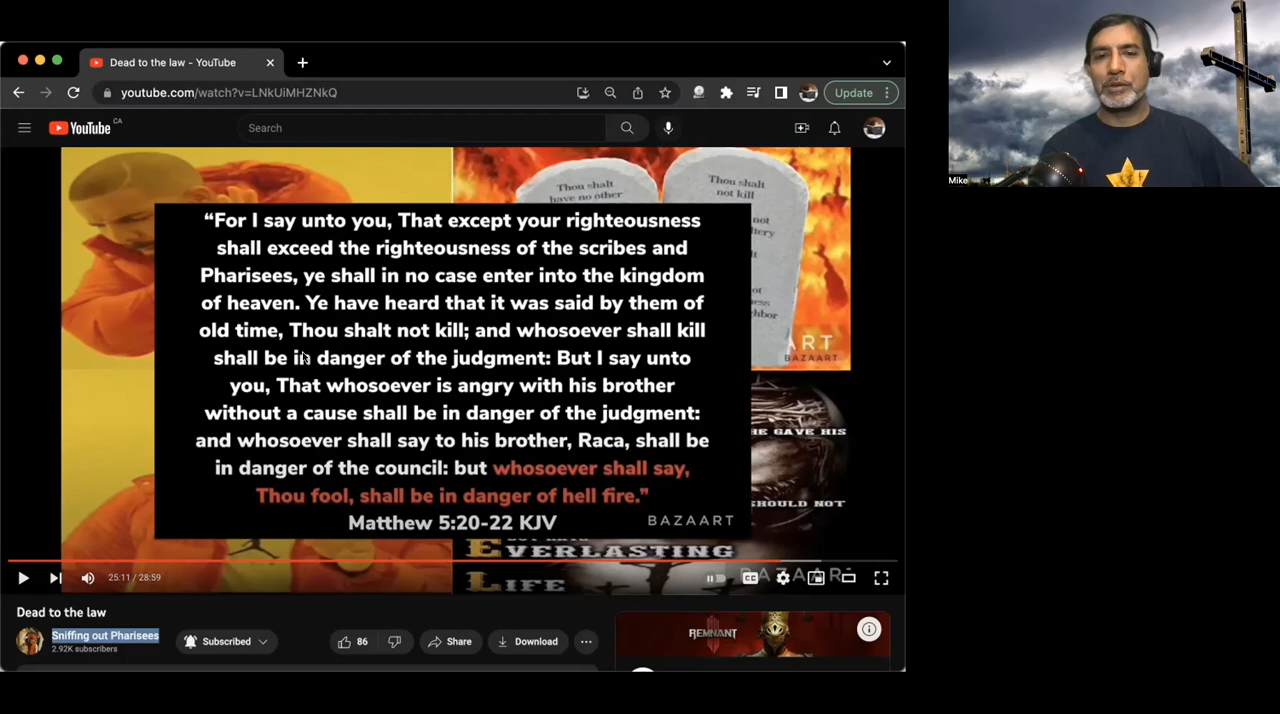 Dead to the law - YouTube
youtube.com/watch?v=LNkUiMHZNkQ
Update
YouTube CA
Search
Mike
Thou shalt
have no other
Thou shalt
not kill
not
ltery
ot
ness
hbor
“For I say unto you, That except your righteousness
shall exceed the righteousness of the scribes and
Pharisees, ye shall in no case enter into the kingdom
of heaven. Ye have heard that it was said by them of
old time, Thou shalt not kill; and whosoever shall kill
shall be in danger of the judgment: But I say unto
you, That whosoever is angry with his brother
without a cause shall be in danger of the judgment:
and whosoever shall say to his brother, Raca, shall be
in danger of the council: but whosoever shall say,
Thou fool, shall be in danger of hell fire.”
Matthew 5:20-22 KJV
BAZAART
ART
BAZAART
HE GAVE HIS
HOULD NOT
EVERLASTING
LIFE
25:11 / 28:59
CC
Dead to the law
Sniffing out Pharisees
2.92K subscribers
Subscribed
86
Share
Download
REMNANT